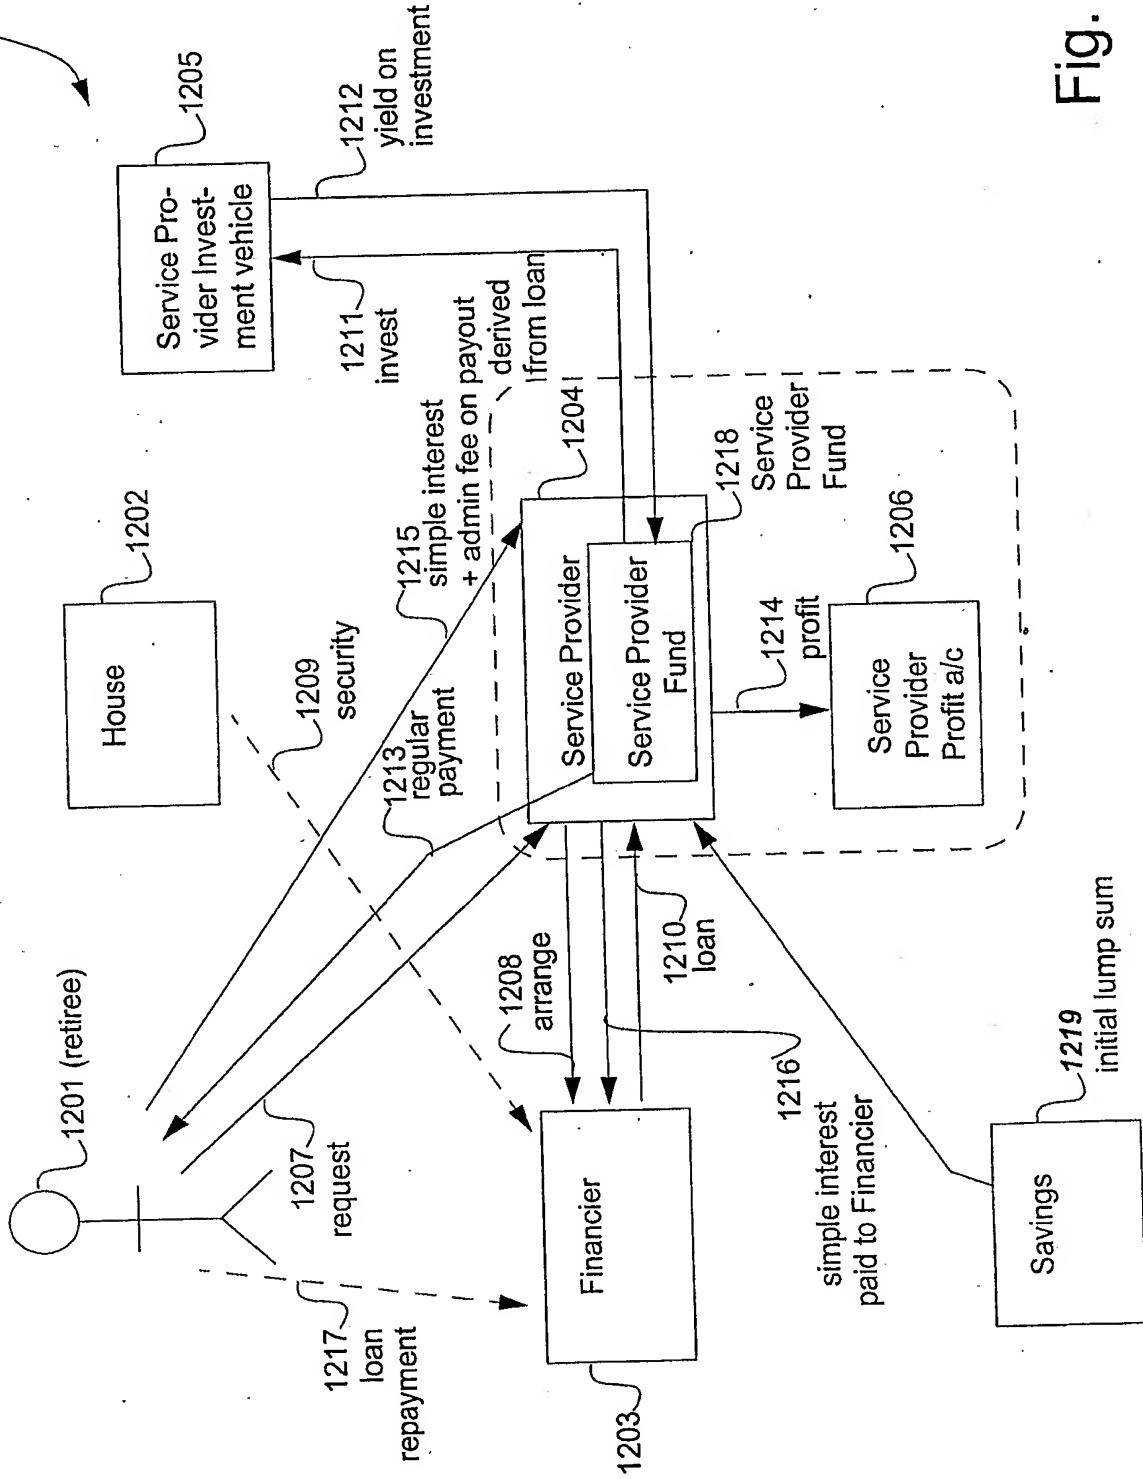 1201 (retiree)
1217
loan
repayment
1207
request
1209
security
House
1202
Service Pro-
vider Invest-
ment vehicle
1205
1212
yield on
investment
1211
invest
1215
simple interest
+ admin fee on payout
derived
from loan
1213
regular
payment
1204
Service Provider
Service Provider
Fund
1218
Service
Provider
Fund
1214
profit
Service
Provider
Profit a/c
1206
1208
arrange
1210
loan
1216
simple interest
paid to Financier
Financier
1203
Savings
1219
initial lump sum
Fig.